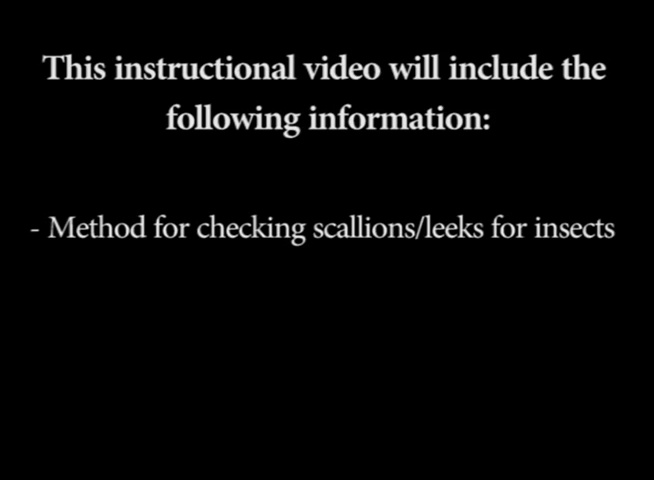 This instructional video will include the
following information:
- Method for checking scallions/leeks for insects